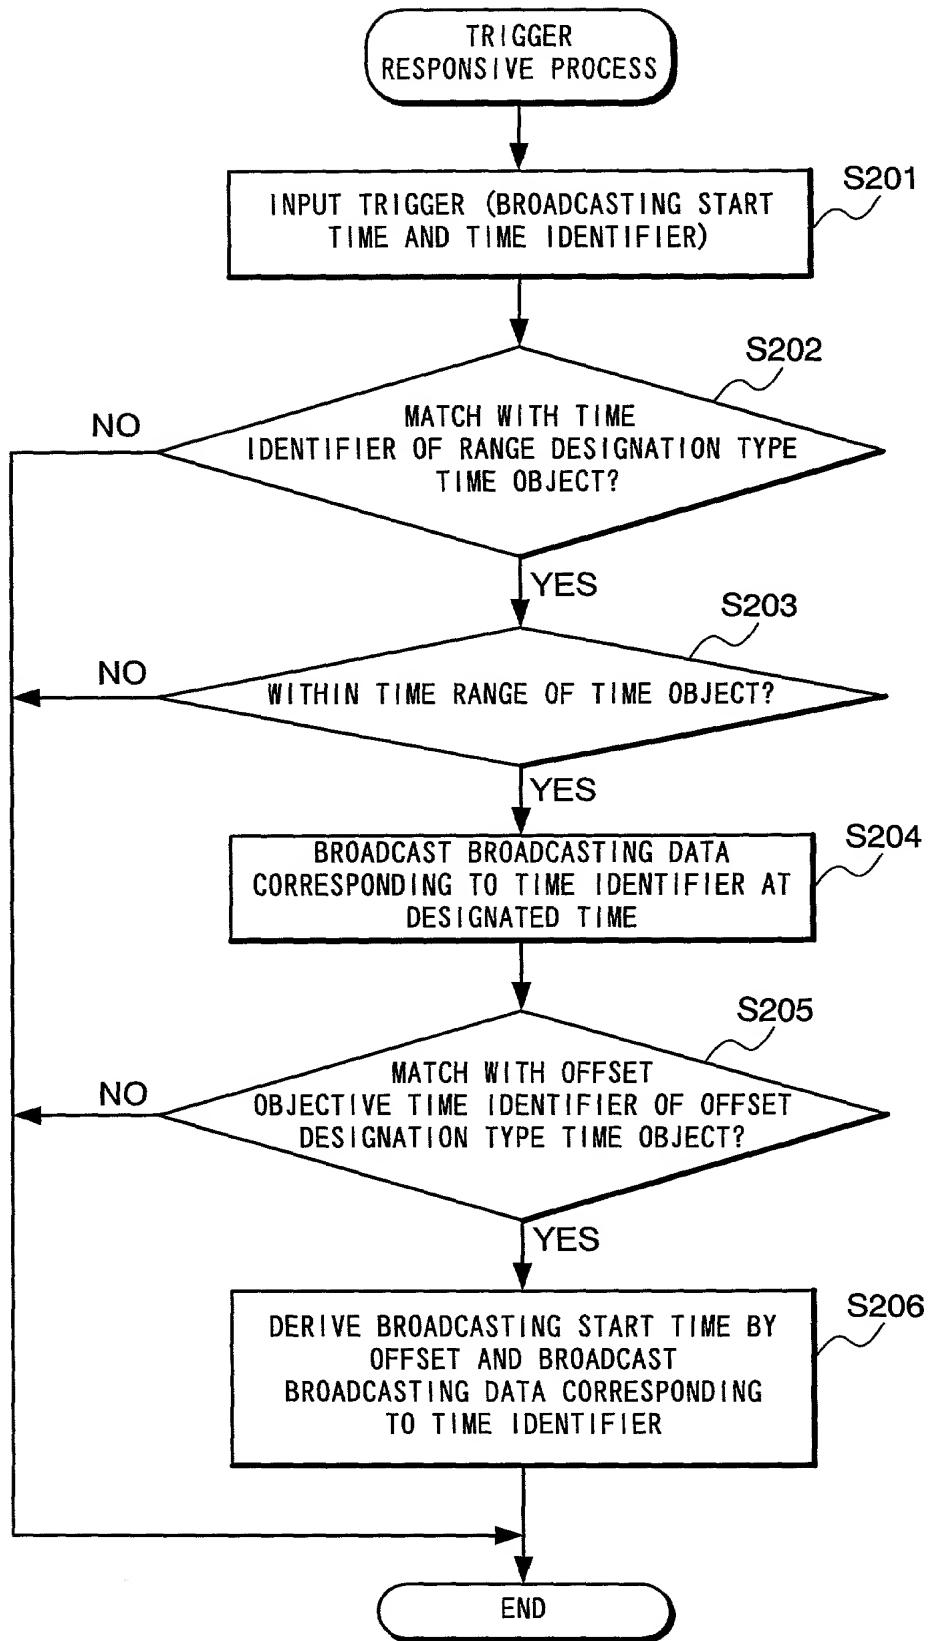 TRIGGER
RESPONSIVE PROCESS
S201
INPUT TRIGGER (BROADCASTING START
TIME AND TIME IDENTIFIER)
S202
NO
MATCH WITH TIME
IDENTIFIER OF RANGE DESIGNATION TYPE
TIME OBJECT?
YES
S203
NO
WITHIN TIME RANGE OF TIME OBJECT?
YES
S204
BROADCAST BROADCASTING DATA
CORRESPONDING TO TIME IDENTIFIER AT
DESIGNATED TIME
S205
NO
MATCH WITH OFFSET
OBJECTIVE TIME IDENTIFIER OF OFFSET
DESIGNATION TYPE TIME OBJECT?
YES
S206
DERIVE BROADCASTING START TIME BY
OFFSET AND BROADCAST
BROADCASTING DATA CORRESPONDING
TO TIME IDENTIFIER
END